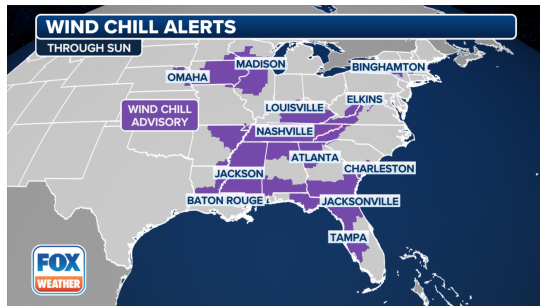 WIND CHILL ALERTS
THROUGH SUN
MADISON
BINGHAMTON
OMAHA
ELKINS
LOUISVILLE
WIND CHILL
ADVISORY
NASHVILLE
ATLANTA
CHARLESTON
JACKSON
BATON ROUGE
JACKSONVILLE
TAMPA
FOX
WEATHER